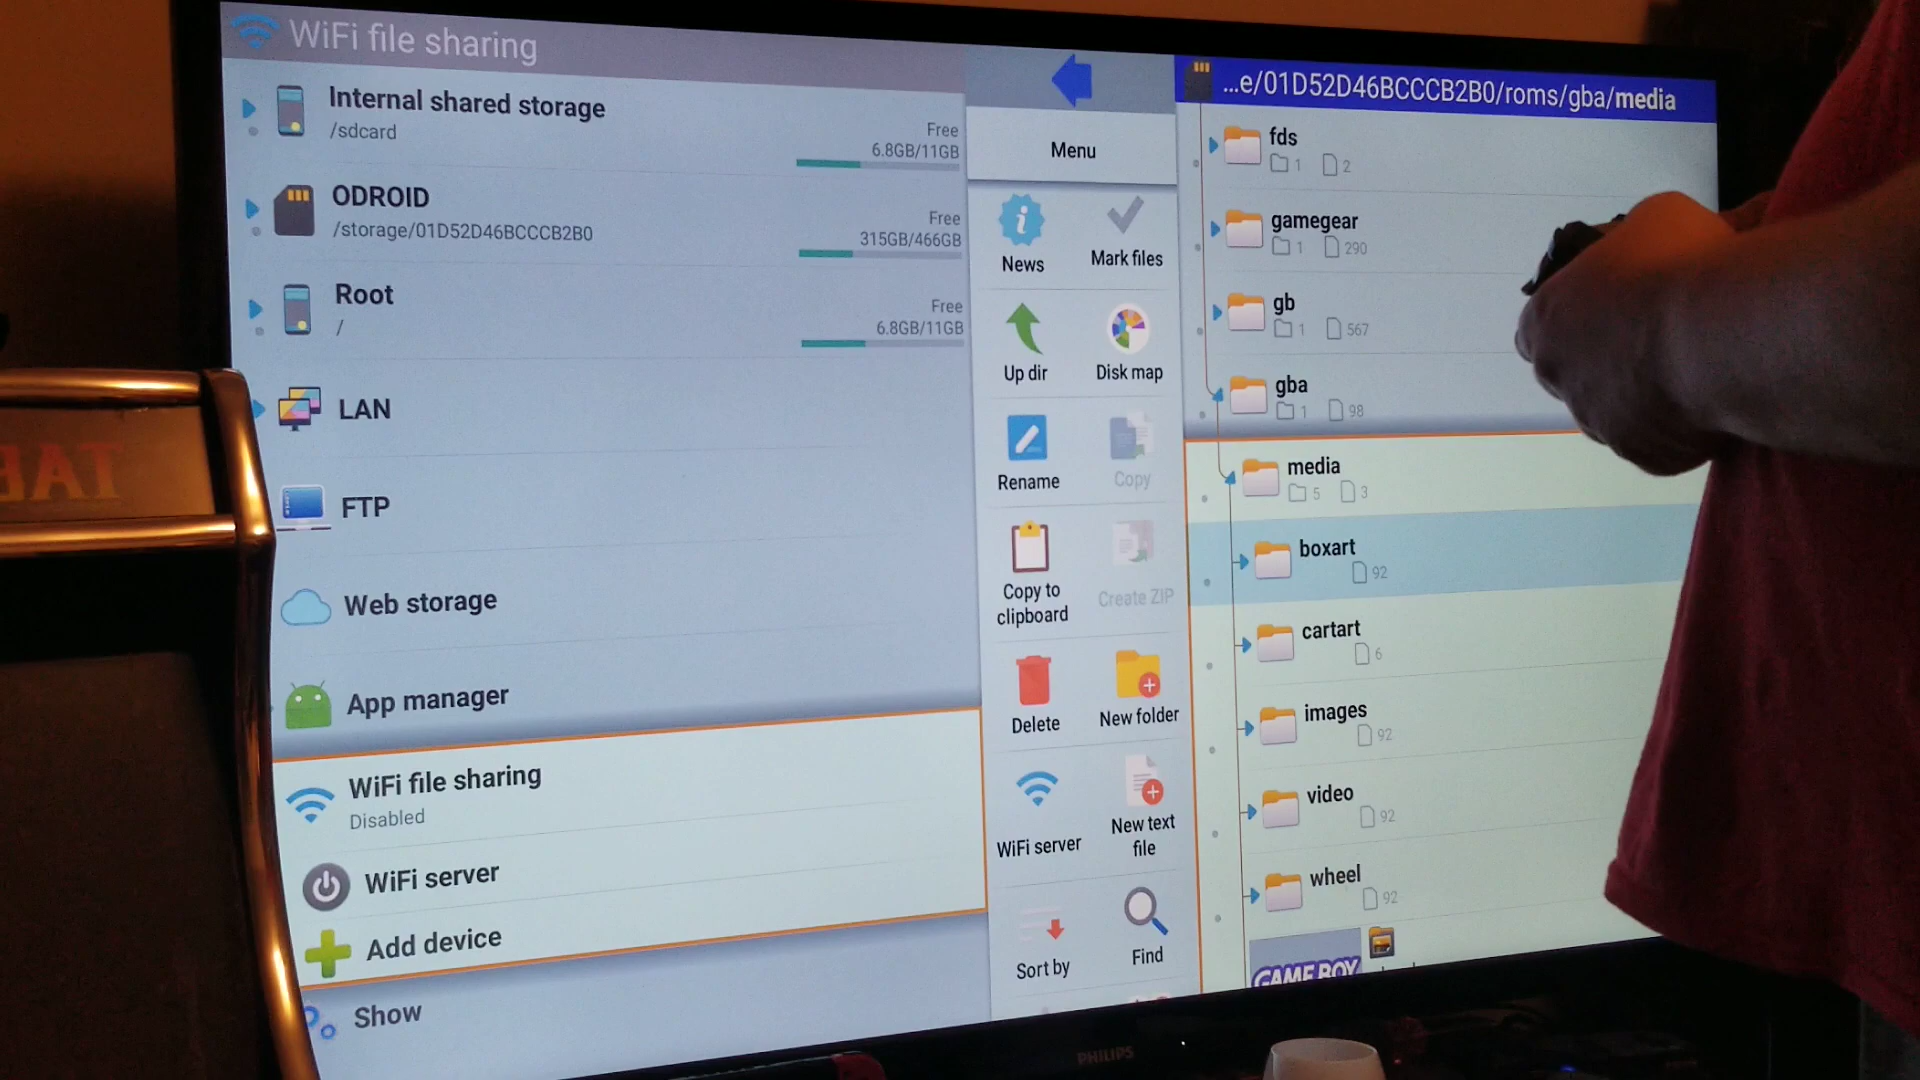 WiFi file sharing
Internal shared storage
/sdcard
Free
6.8GB/11GB
ODROID
/storage/01D52D46BCCCB2B0
Free
315GB/466GB
Root
/
Free
6.8GB/11GB
LAN
FTP
Web storage
App manager
WiFi file sharing
Disabled
WiFi server
Add device
Show
Menu
News
Mark files
Up dir
Disk map
Rename
Copy
Copy to
clipboard
Create ZIP
Delete
New folder
WiFi server
New text
file
Sort by
Find
...e/01D52D46BCCCB2B0/roms/gba/media
fds
1 2
gamegear
1 290
gb
1 567
gba
1 98
media
5 3
boxart
92
cartart
6
images
92
video
92
wheel
92
GAME BOY
PHILIPS